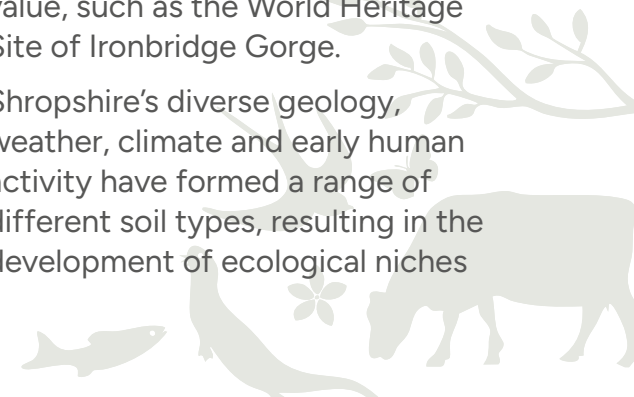 value, such as the World Heritage
Site of Ironbridge Gorge.
Shropshire’s diverse geology,
weather, climate and early human
activity have formed a range of
different soil types, resulting in the
development of ecological niches